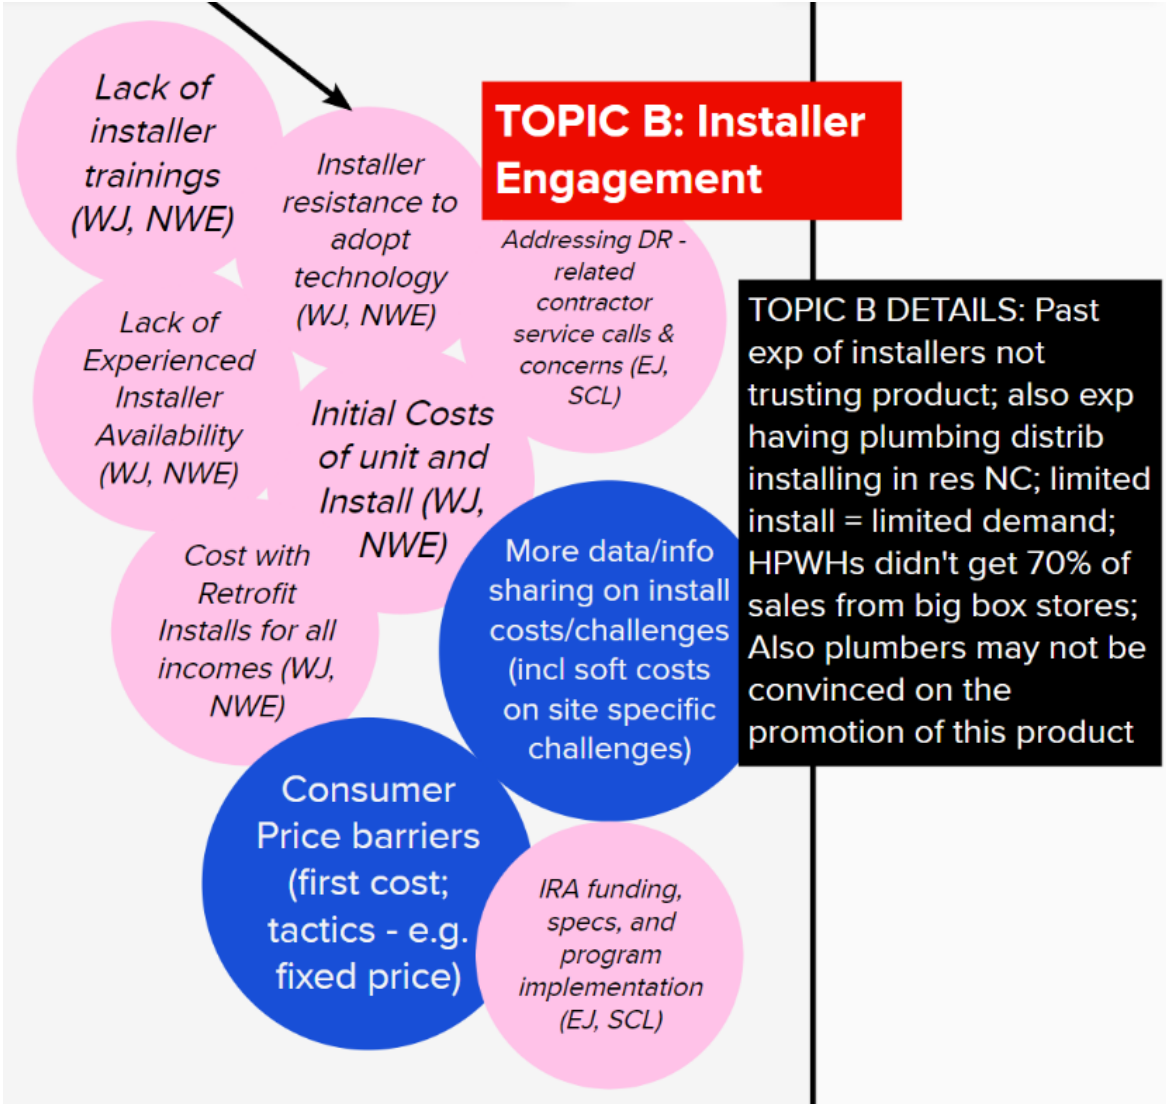 Lack of
installer
trainings
(WJ, NWE)
Installer
resistance to
adopt
technology
(WJ, NWE)
TOPIC B: Installer
Engagement
Addressing DR -
related
contractor
service calls &
concerns (EJ,
SCL)
Lack of
Experienced
Installer
Availability
(WJ, NWE)
Initial Costs
of unit and
Install (WJ,
NWE)
TOPIC B DETAILS: Past
exp of installers not
trusting product; also exp
having plumbing distrib
installing in res NC; limited
install = limited demand;
HPWHs didn't get 70% of
sales from big box stores;
Also plumbers may not be
convinced on the
promotion of this product
Cost with
Retrofit
Installs for all
incomes (WJ,
NWE)
More data/info
sharing on install
costs/challenges
(incl soft costs
on site specific
challenges)
Consumer
Price barriers
(first cost;
tactics - e.g.
fixed price)
IRA funding,
specs, and
program
implementation
(EJ, SCL)